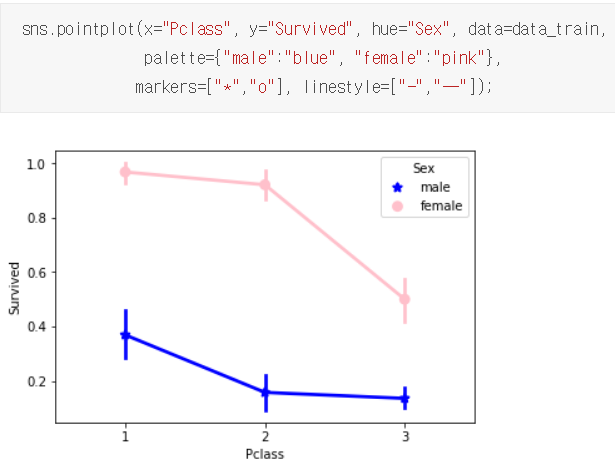 sns.pointplot(x="Pclass", y="Survived", hue="Sex", data=data_train,
palette={"male":"blue", "female":"pink"},
markers=["*","o"], linestyle=["-","--"]);
1.0
0.8
0.6
0.4
0.2
Survived
Sex
male
female
1 2 3
Pclass